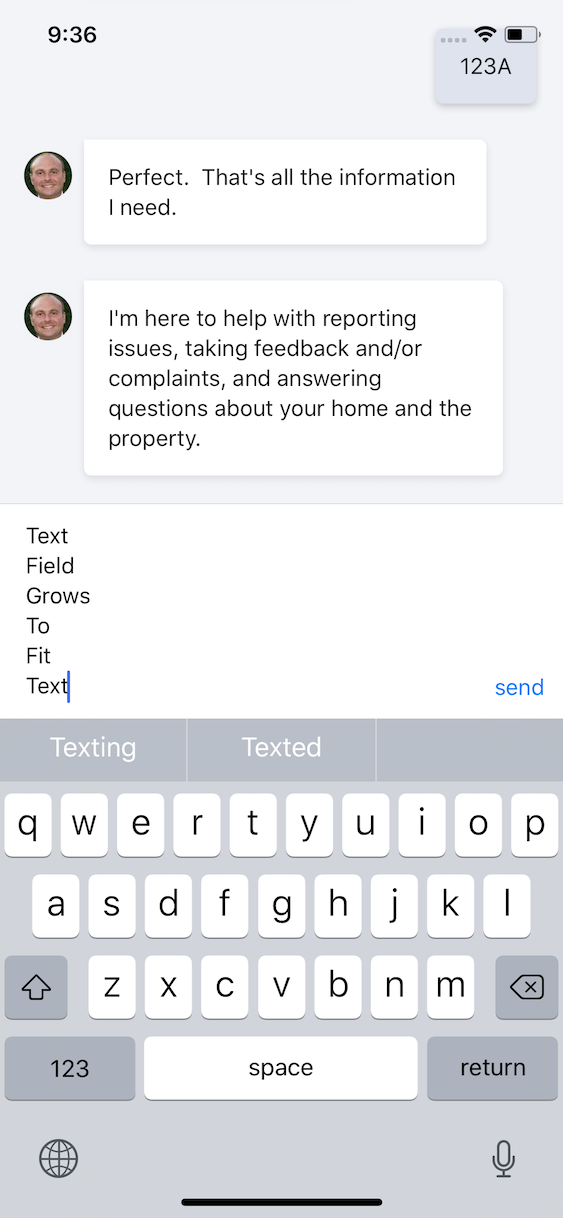 9:36
123A
Perfect.  That's all the information
I need.
I'm here to help with reporting
issues, taking feedback and/or
complaints, and answering
questions about your home and the
property.
Text
Field
Grows
To
Fit
Text
send
Texting Texted
q w e r t y u i o p
a s d f g h j k l
z x c v b n m
123 space return